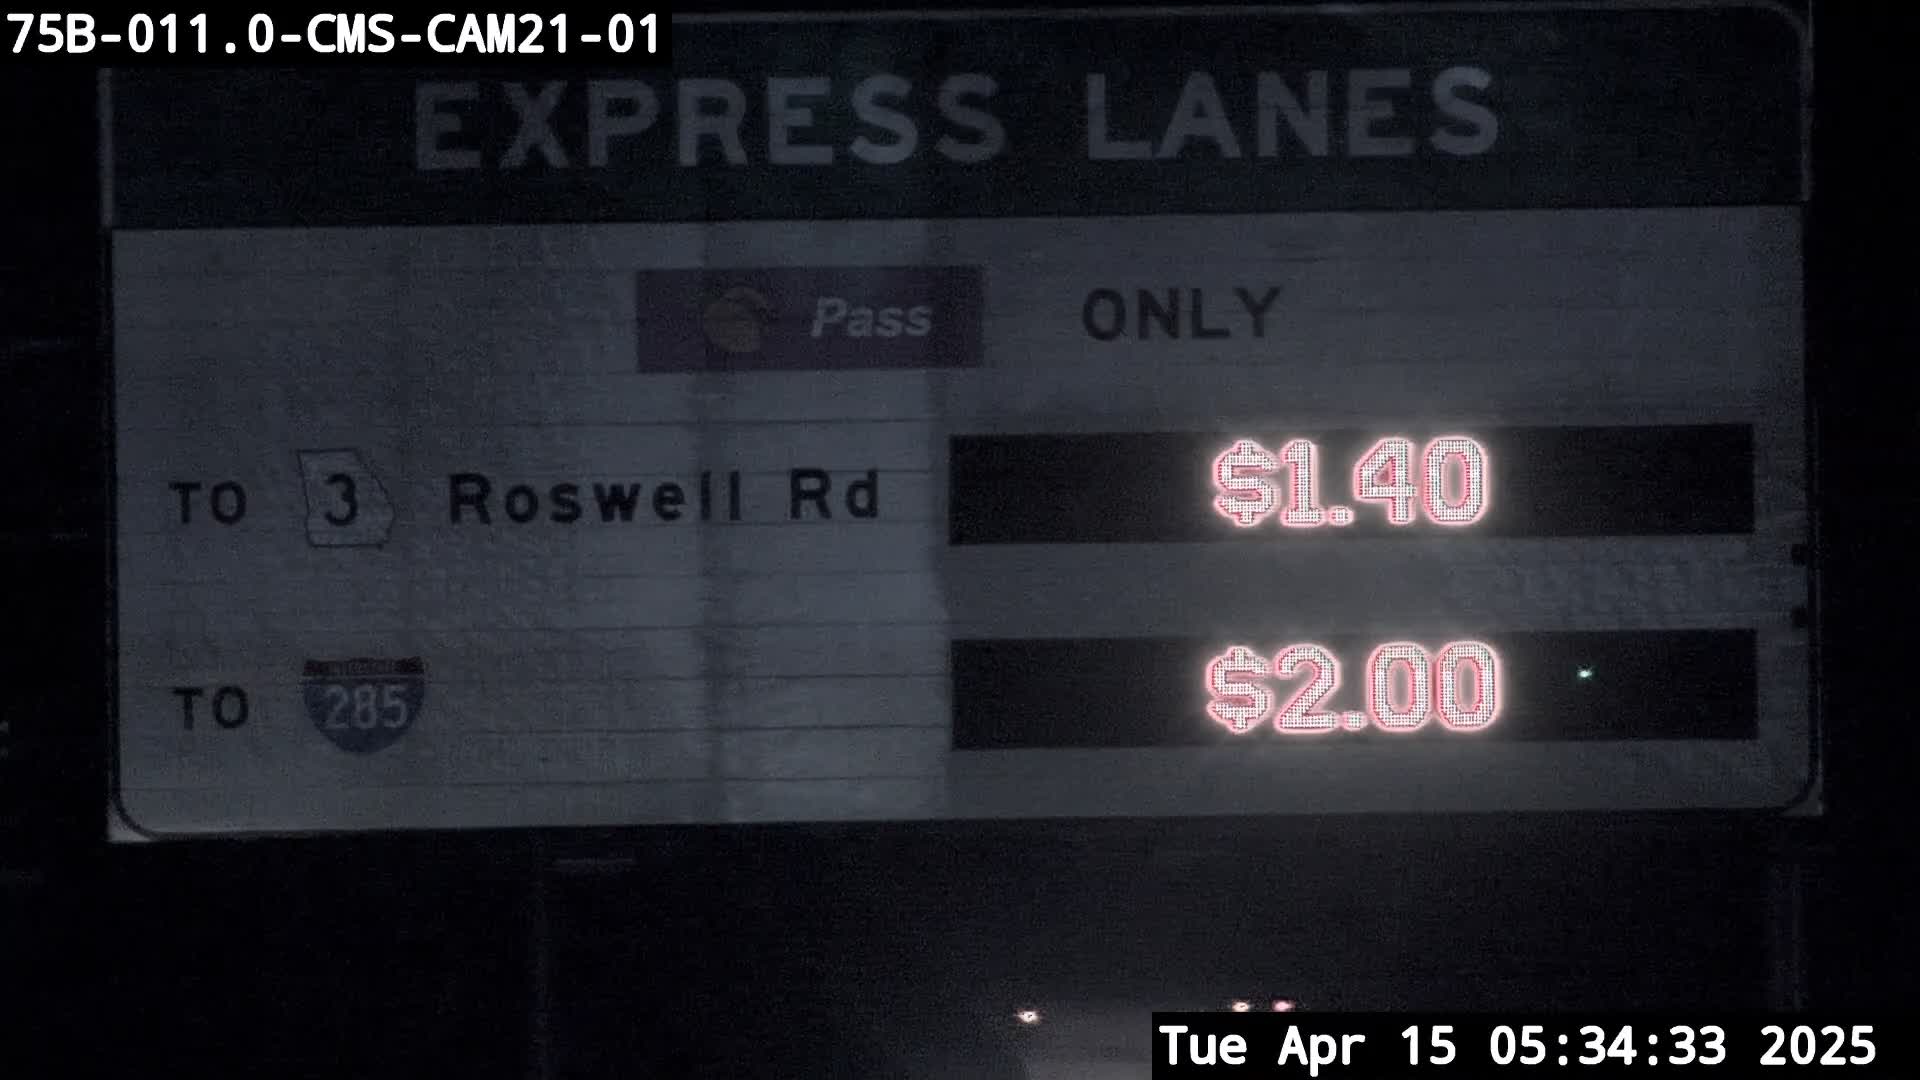 75B-011.0-CMS-CAM21-01
EXPRESS LANES
Pass ONLY
TO 3 Roswell Rd $1.40
TO 285 $2.00
Tue Apr 15 05:34:33 2025